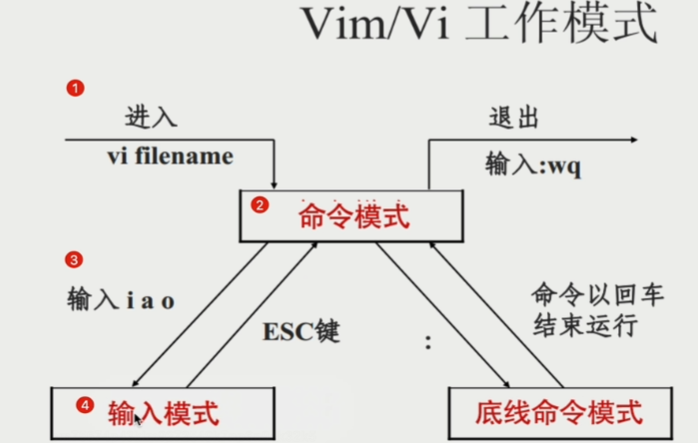 Vim/Vi 工作模式
1
进入
vi filename
退出
输入:wq
2 命令模式
3
输入 i a o
ESC键
:
命令以回车
结束运行
4 输入模式
底线命令模式